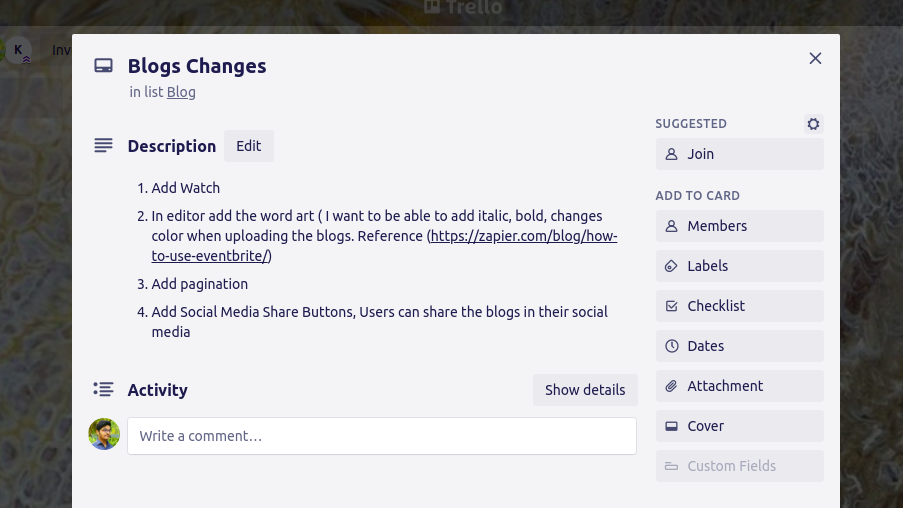 Trello
K
Inv
Blogs Changes
in list Blog
Description
Edit
1. Add Watch
2. In editor add the word art ( I want to be able to add italic, bold, changes
color when uploading the blogs. Reference (https://zapier.com/blog/how-
to-use-eventbrite/)
3. Add pagination
4. Add Social Media Share Buttons, Users can share the blogs in their social
media
Activity
Show details
Write a comment…
SUGGESTED
Join
ADD TO CARD
Members
Labels
Checklist
Dates
Attachment
Cover
Custom Fields